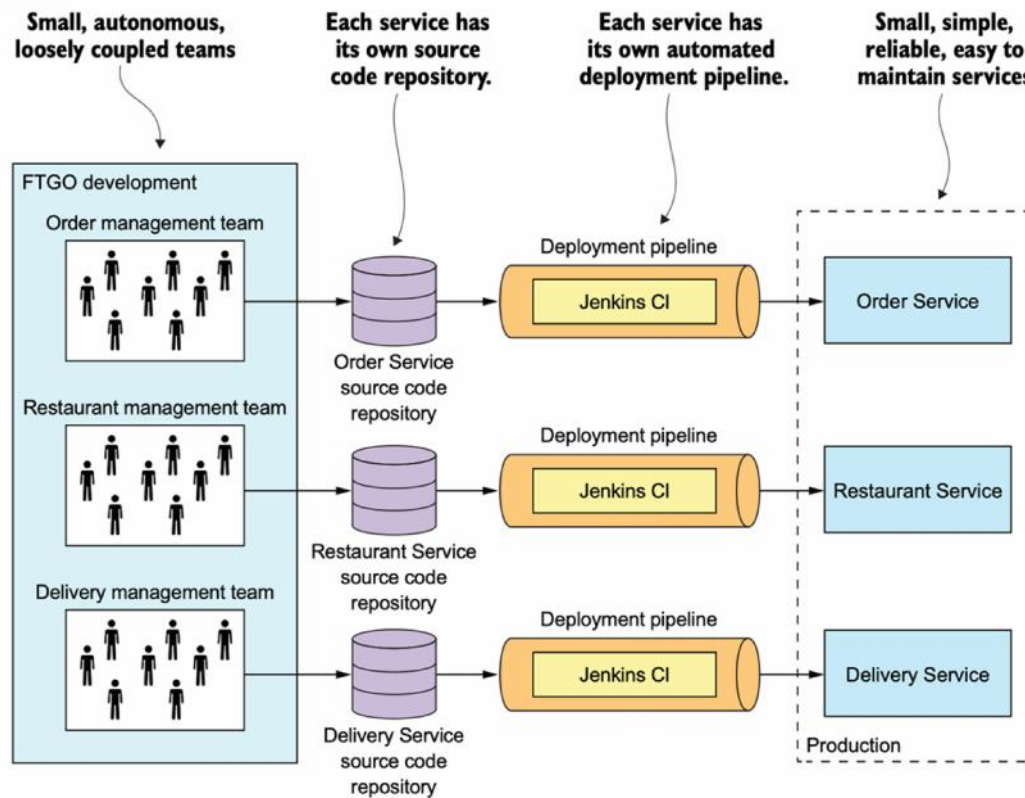 Small, autonomous,
loosely coupled teams
Each service has
its own source
code repository.
Each service has
its own automated
deployment pipeline.
Small, simple,
reliable, easy to
maintain services
FTGO development
Order management team
Order Service
source code
repository
Deployment pipeline
Jenkins CI
Order Service
Restaurant management team
Restaurant Service
source code
repository
Deployment pipeline
Jenkins CI
Restaurant Service
Delivery management team
Delivery Service
source code
repository
Deployment pipeline
Jenkins CI
Delivery Service
Production